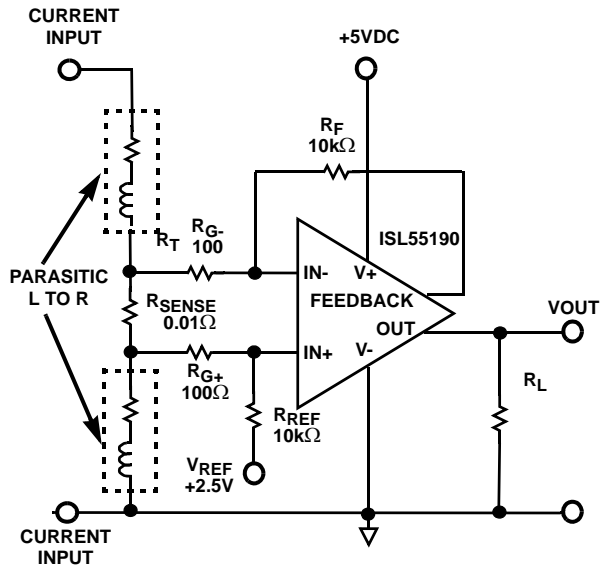 CURRENT
INPUT
+5VDC
RF
10kΩ
RG-
100
RT
ISL55190
PARASITIC
L TO R
RSENSE
0.01Ω
IN-
V+
FEEDBACK
OUT
VOUT
IN+
V-
RG+
100Ω
RREF
10kΩ
RL
VREF
+2.5V
CURRENT
INPUT